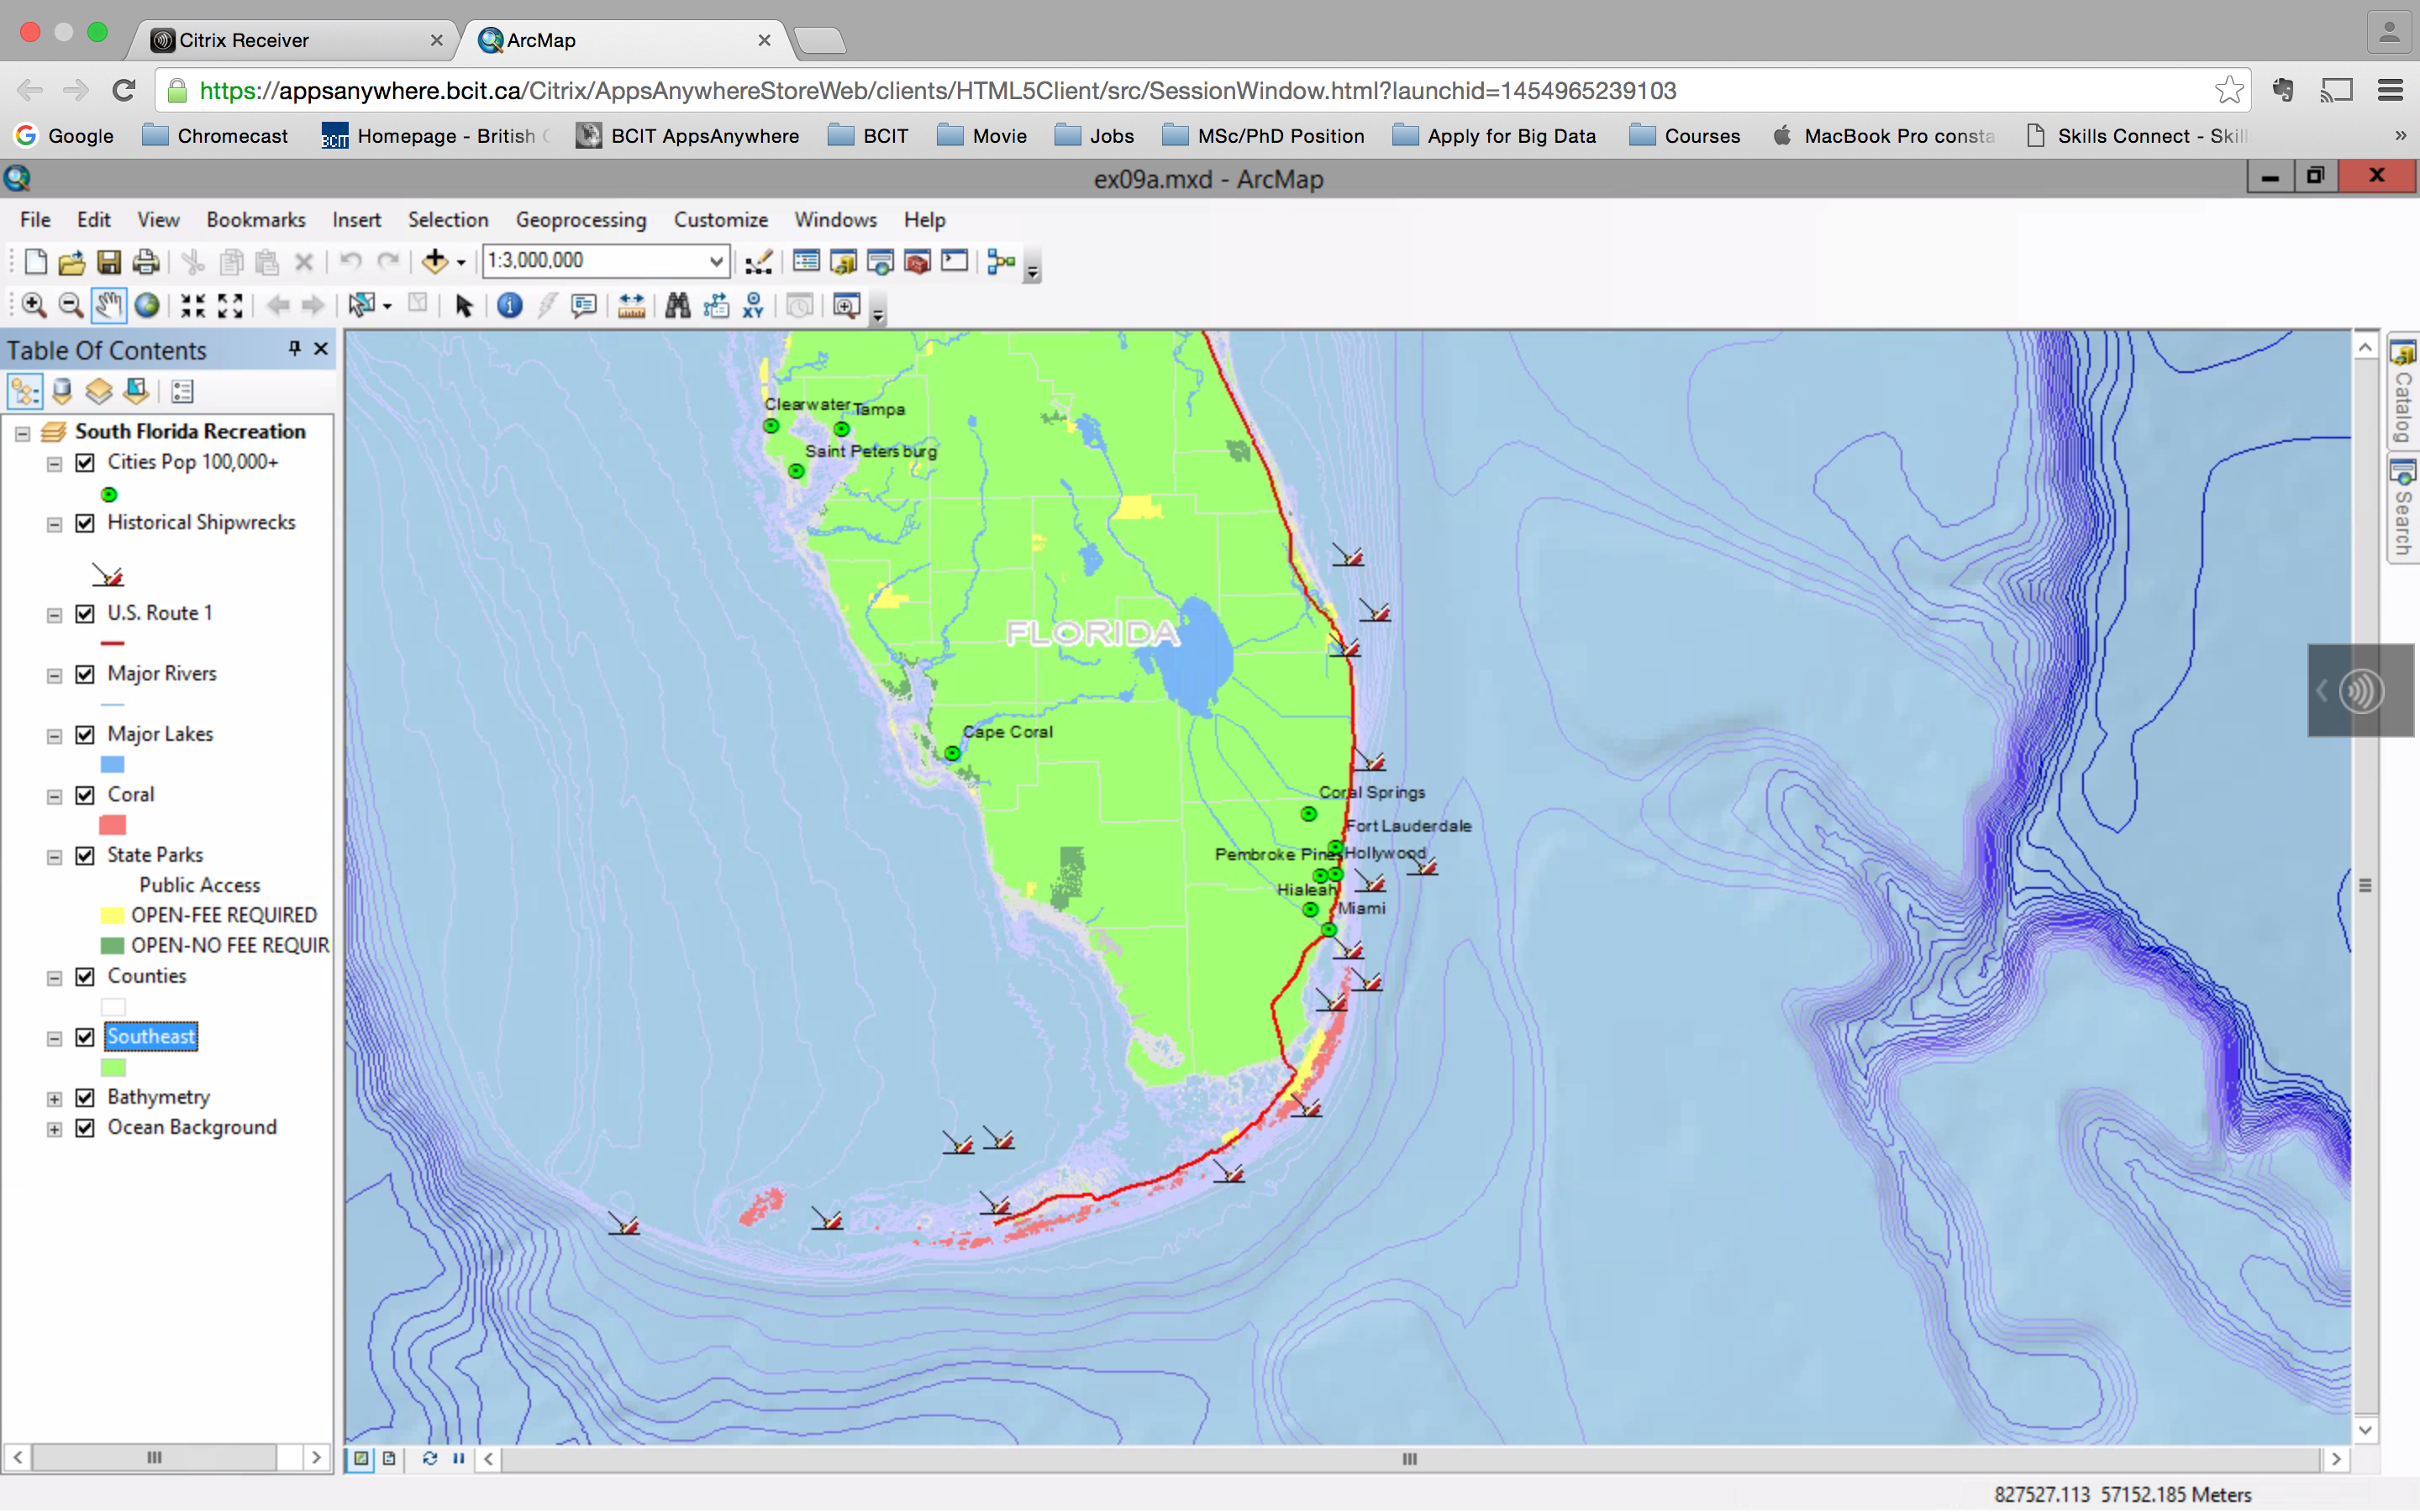 Citrix Receiver
ArcMap
https://appsanywhere.bcit.ca/Citrix/AppsAnywhereStoreWeb/clients/HTML5Client/src/SessionWindow.html?launchid=1454965239103
Google
Chromecast
BCIT
Homepage - British
BCIT AppsAnywhere
BCIT
Movie
Jobs
MSc/PhD Position
Apply for Big Data
Courses
MacBook Pro consta
Skills Connect - Skil
»
ex09a.mxd - ArcMap
File Edit View Bookmarks Insert Selection Geoprocessing Customize Windows Help
1:3,000,000
XY
Table Of Contents
South Florida Recreation
Cities Pop 100,000+
Historical Shipwrecks
U.S. Route 1
Major Rivers
Major Lakes
Coral
State Parks
Public Access
OPEN-FEE REQUIRED
OPEN-NO FEE REQUIR
Counties
Southeast
Bathymetry
Ocean Background
Clearwater
Tampa
Saint Petersburg
FLORIDA
Cape Coral
Coral Springs
Fort Lauderdale
Pembroke Pines
Hollywood
Hialeah
Miami
Catalog
Search
827527.113 57152.185 Meters